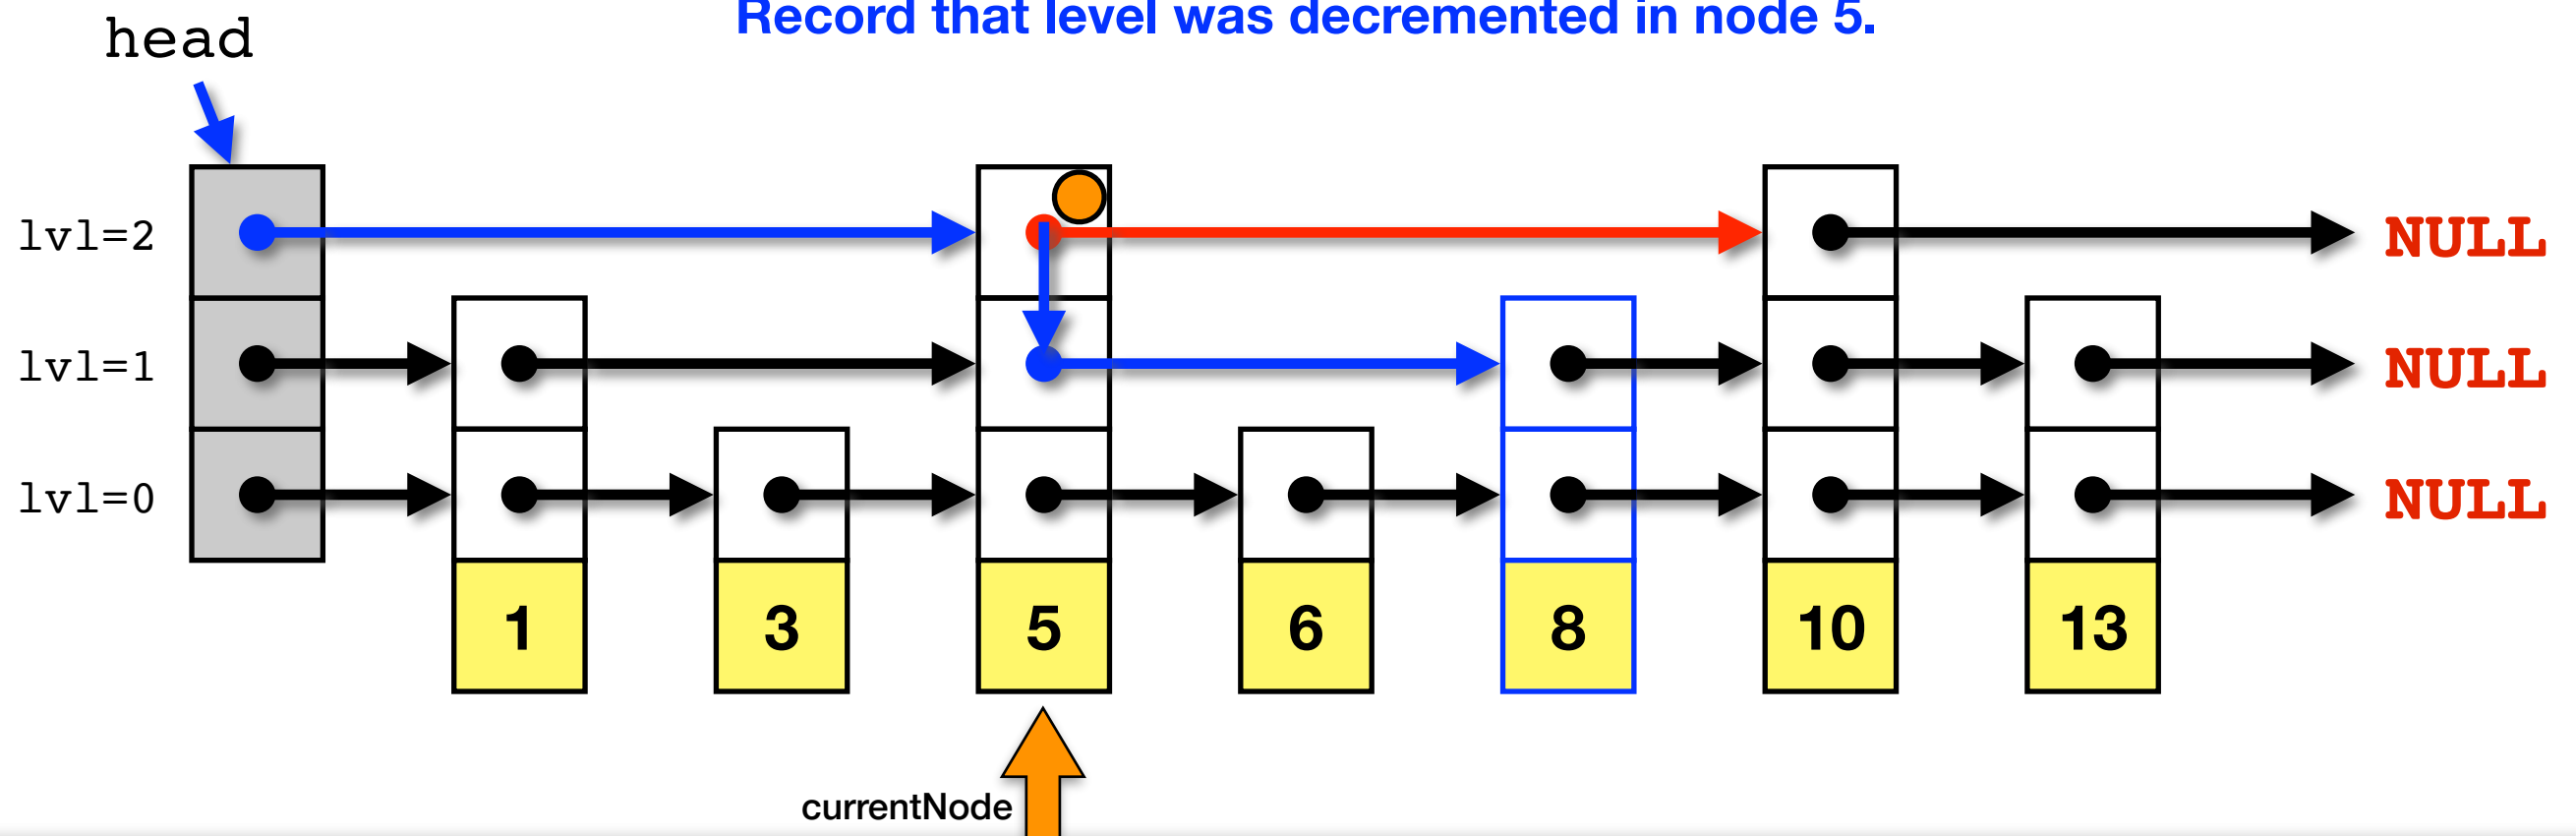 Record that level was decremented in node 5.
head
lvl=2 NULL
lvl=1 NULL
lvl=0 NULL
1 3 5 6 8 10 13
currentNode